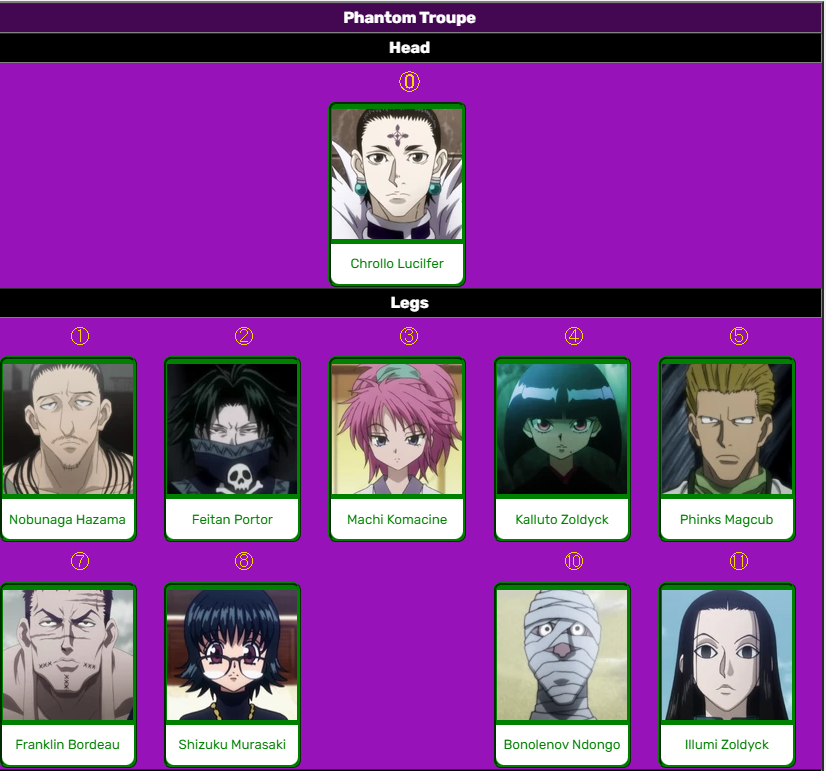 Phantom Troupe
Head
⓪
Chrollo Lucilfer
Legs
① ② ③ ④ ⑤
Nobunaga Hazama Feitan Portor Machi Komacine Kalluto Zoldyck Phinks Magcub
⑦ ⑧ ⑩ ⑪
Franklin Bordeau Shizuku Murasaki Bonolenov Ndongo Illumi Zoldyck